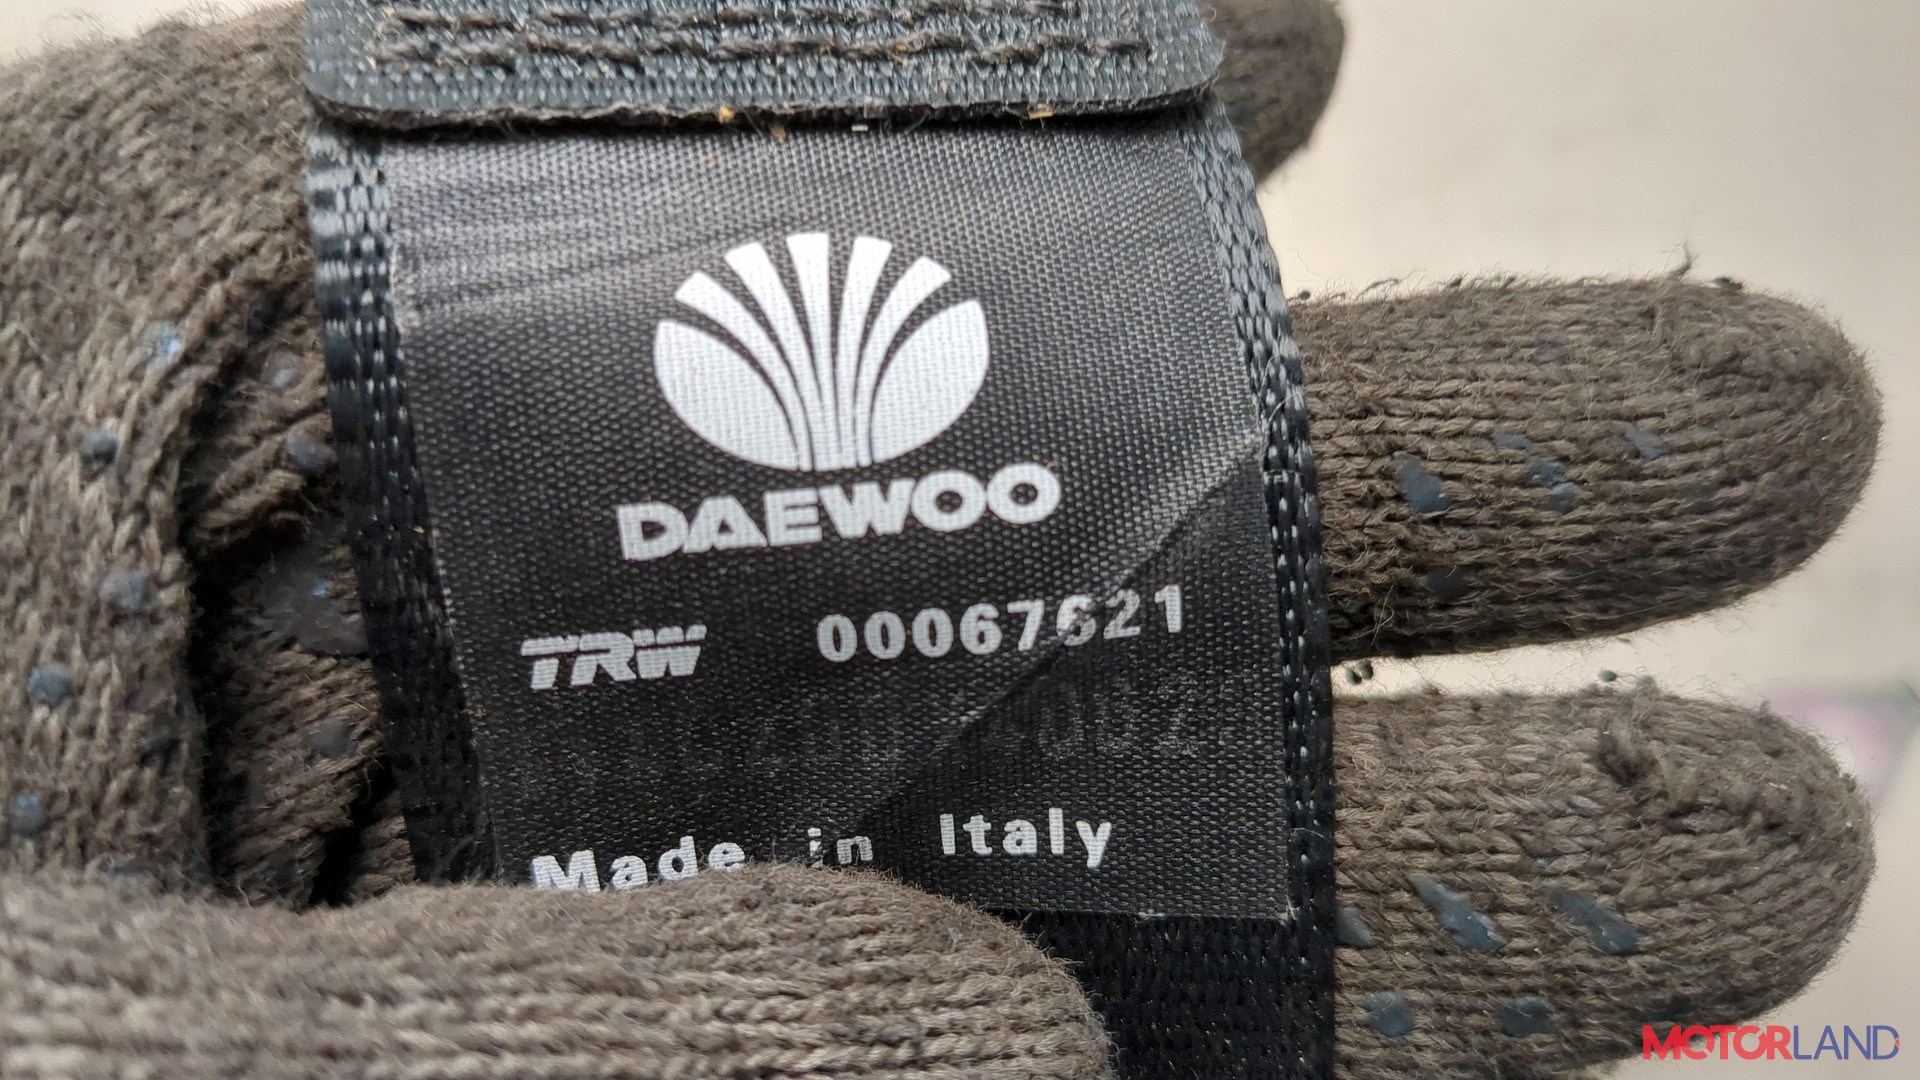 DAEWOO
TRW 00067621
Made in Italy
MOTORLAND